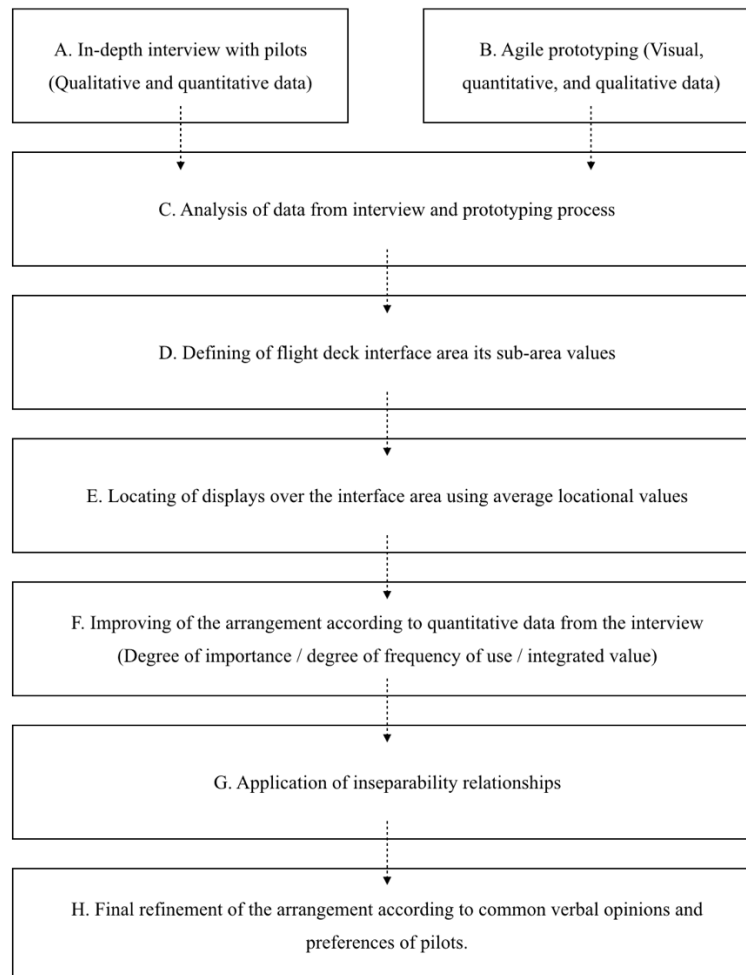 A. In-depth interview with pilots
(Qualitative and quantitative data)
B. Agile prototyping (Visual,
quantitative, and qualitative data)
C. Analysis of data from interview and prototyping process
D. Defining of flight deck interface area its sub-area values
E. Locating of displays over the interface area using average locational values
F. Improving of the arrangement according to quantitative data from the interview
(Degree of importance / degree of frequency of use / integrated value)
G. Application of inseparability relationships
H. Final refinement of the arrangement according to common verbal opinions and
preferences of pilots.